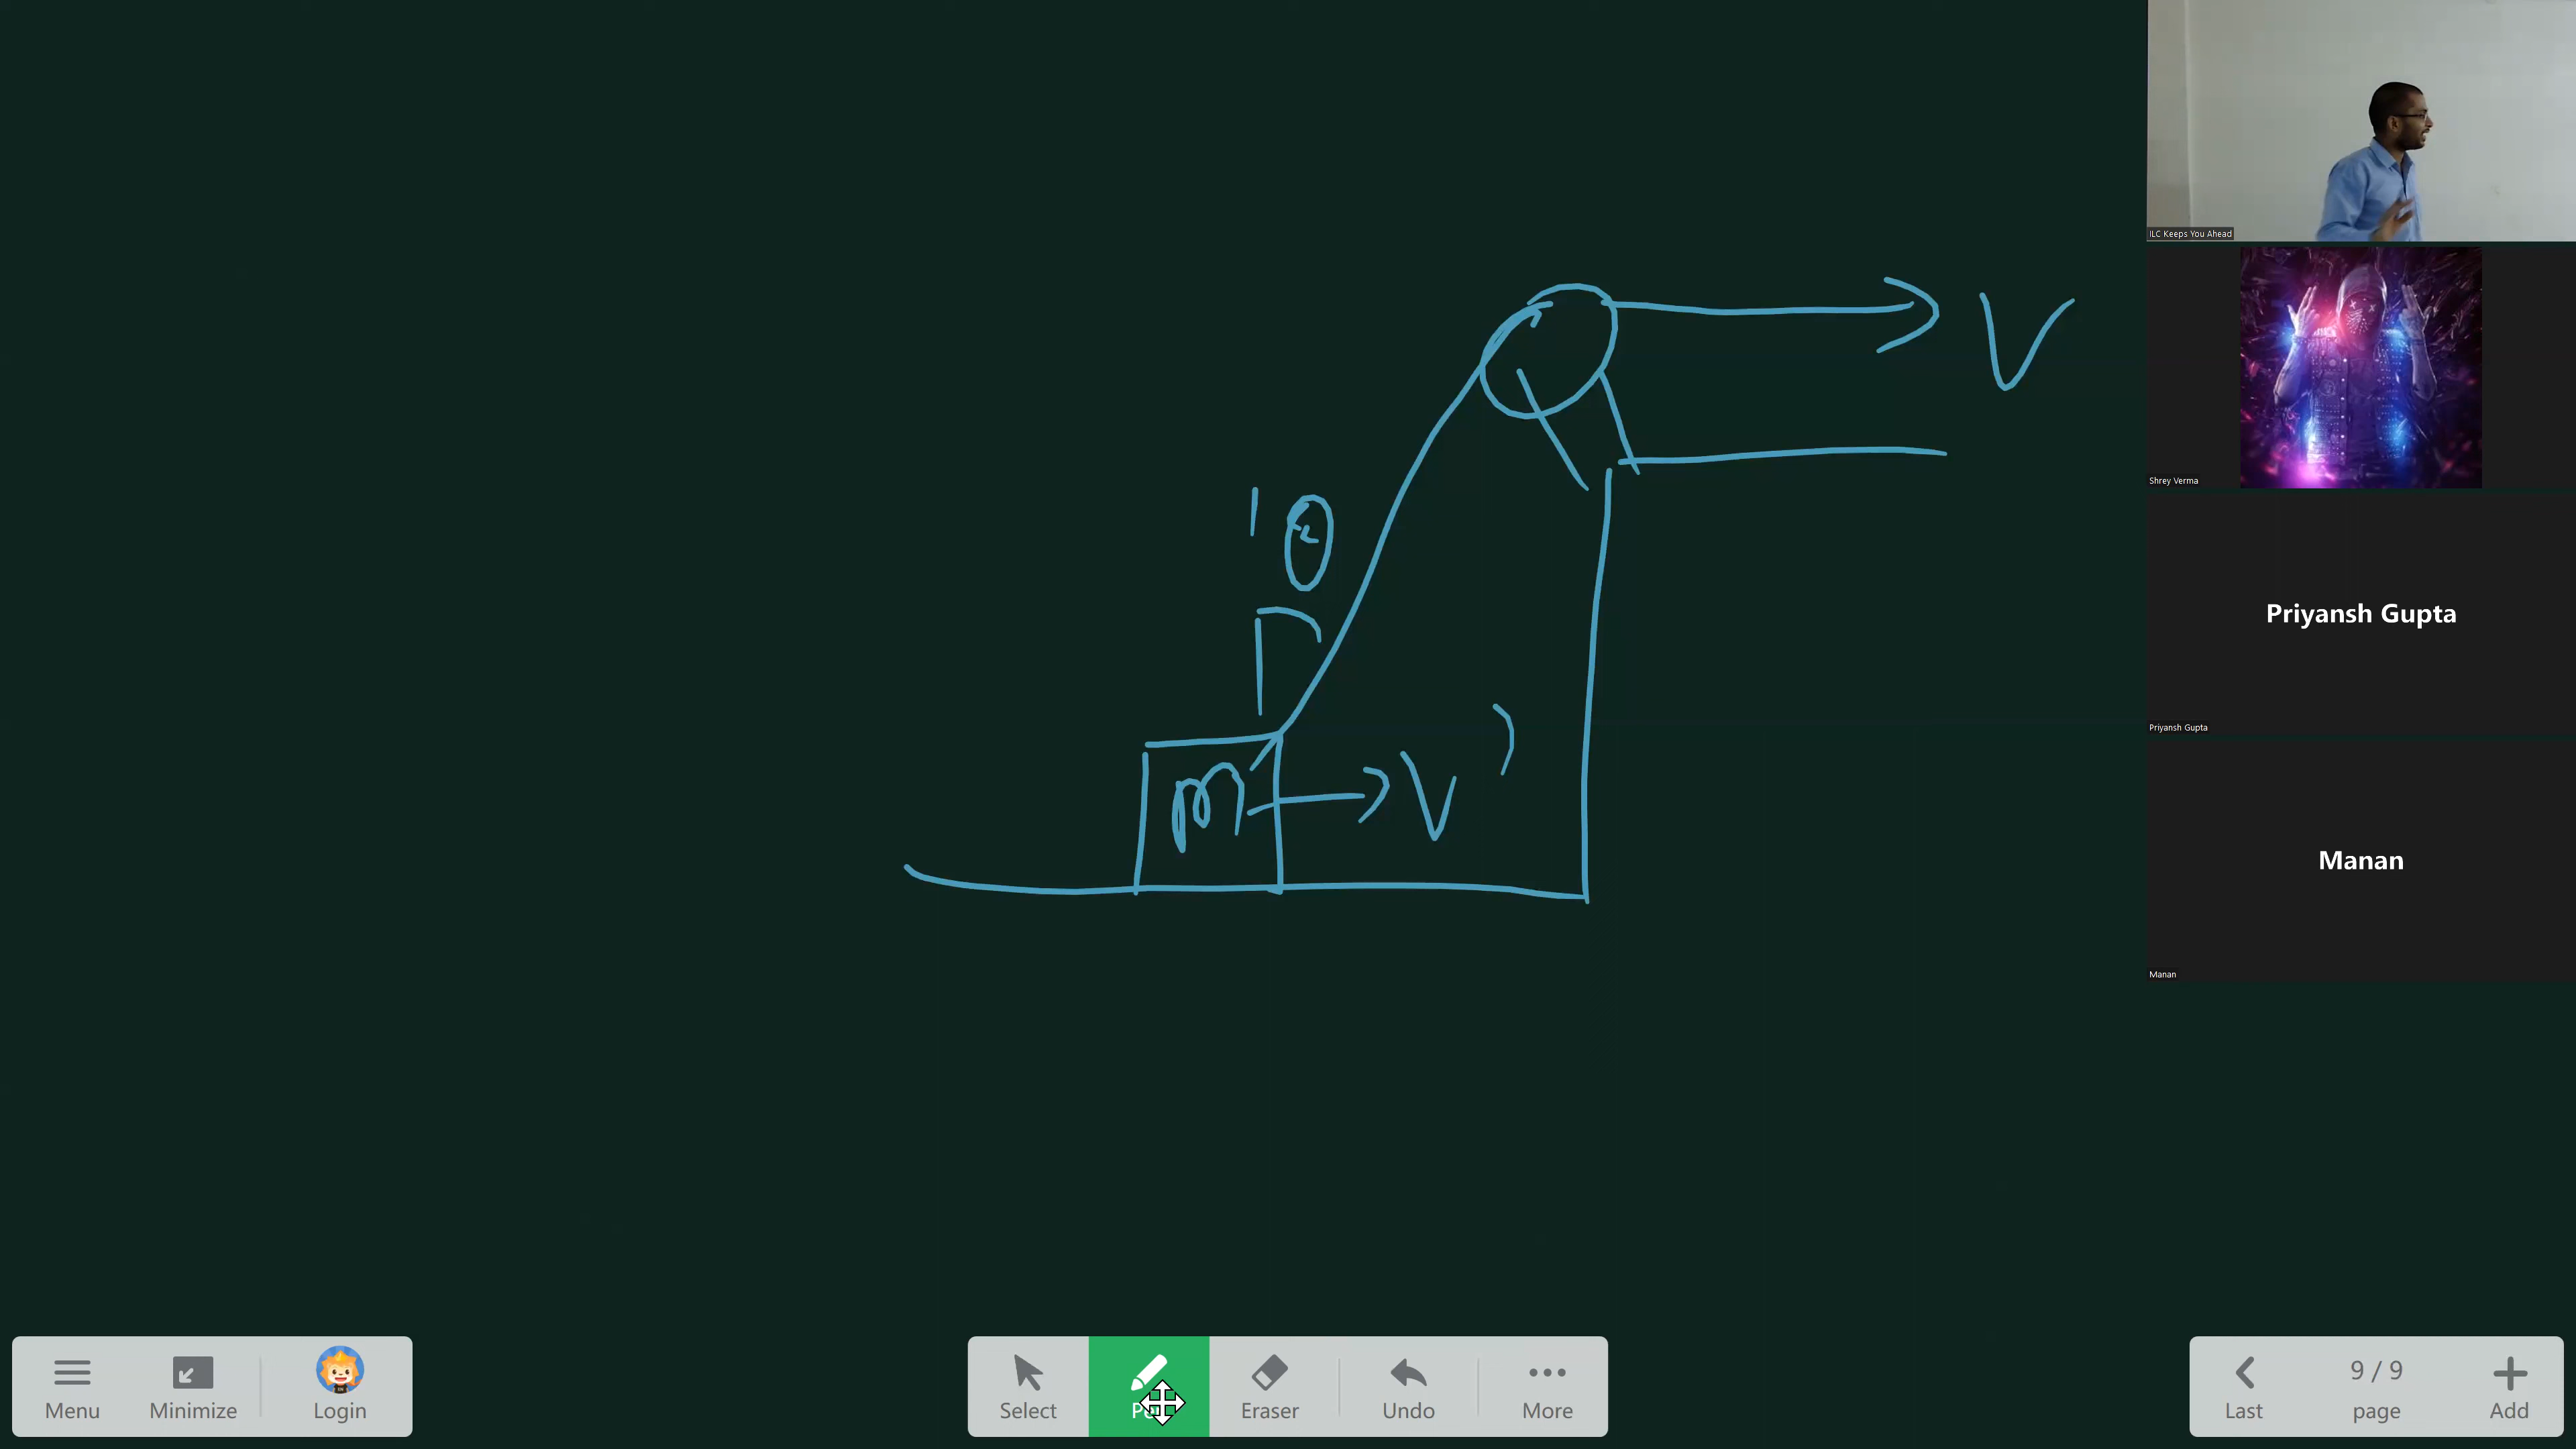 ILC Keeps You Ahead
V
Shrey Verma
Priyansh Gupta
Priyansh Gupta
m
V'
Manan
Manan
Menu
Minimize
Login
Select
Eraser
Undo
More
Last
9 / 9
page
Add